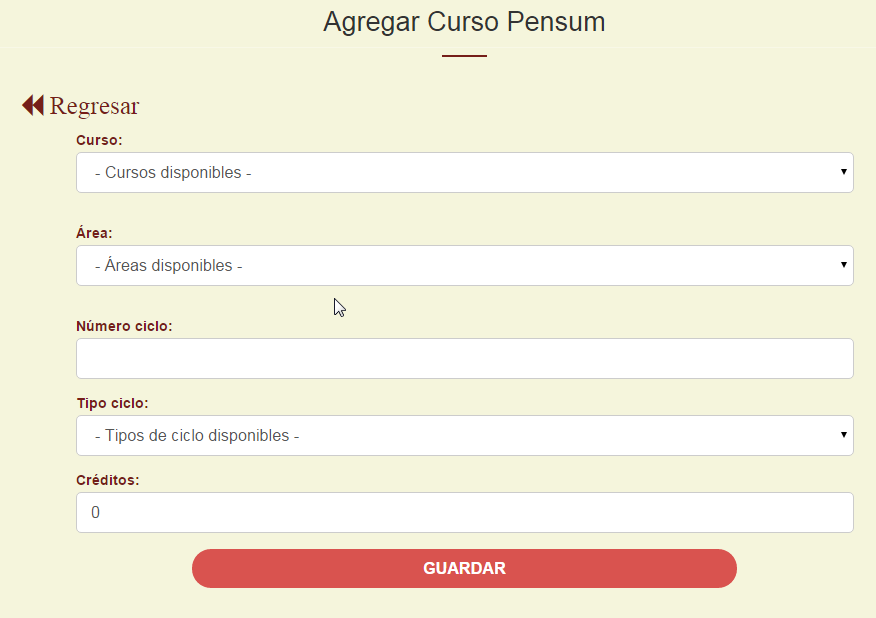 Agregar Curso Pensum
Regresar
Curso:
- Cursos disponibles -
Área:
- Áreas disponibles -
Número ciclo:
Tipo ciclo:
- Tipos de ciclo disponibles -
Créditos:
0
GUARDAR